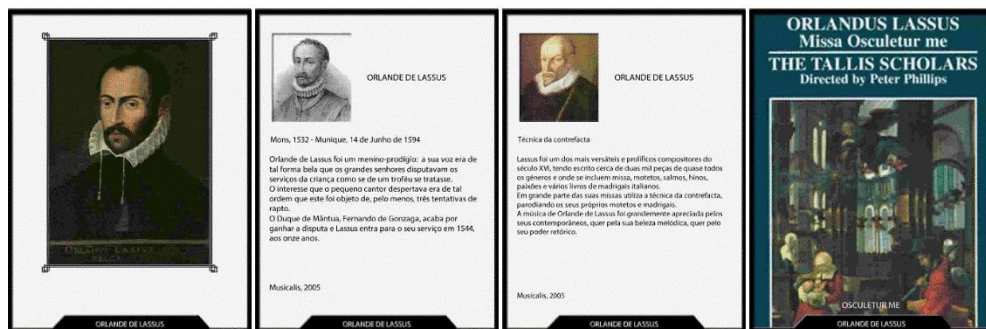 ORLANDE DE LASSUS
ORLANDE DE LASSUS
Mons, 1532 - Munique, 14 de Junho de 1594
Orlande de Lassus foi um menino-prodígio: a sua voz era de
tal forma bela que os grandes senhores disputavam os
serviços da criança como se de um troféu se tratasse.
O interesse que o pequeno cantor despertava era de tal
ordem que este foi objeto de, pelo menos, três tentativas de
rapto.
O Duque de Mântua, Fernando de Gonzaga, acaba por
ganhar a disputa e Lassus entra para o seu serviço em 1544,
aos onze anos.
Musicalis, 2005
ORLANDE DE LASSUS
ORLANDE DE LASSUS
Técnica da contrefacta
Lassus foi um dos mais versáteis e prolíficos compositores do
século XVI, tendo escrito cerca de duas mil peças de quase todos
os géneros e onde se incluem missa, motetos, salmos, hinos,
paixões e vários livros de madrigais italianos.
Em grande parte das suas missas utiliza a técnica da contrefacta,
parodiando os seus próprios motetos e madrigais.
A música de Orlande de Lassus foi grandemente apreciada pelos
seus contemporâneos, quer pela sua beleza melódica, quer pelo
seu poder retórico.
Musicalis, 2005
ORLANDE DE LASSUS
ORLANDUS LASSUS
Missa Osculetur me
THE TALLIS SCHOLARS
Directed by Peter Phillips
OSCULETUR ME
ORLANDE DE LASSUS